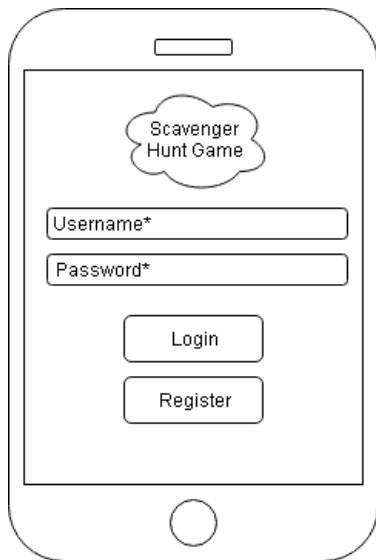 Scavenger
Hunt Game
Username*
Password*
Login
Register